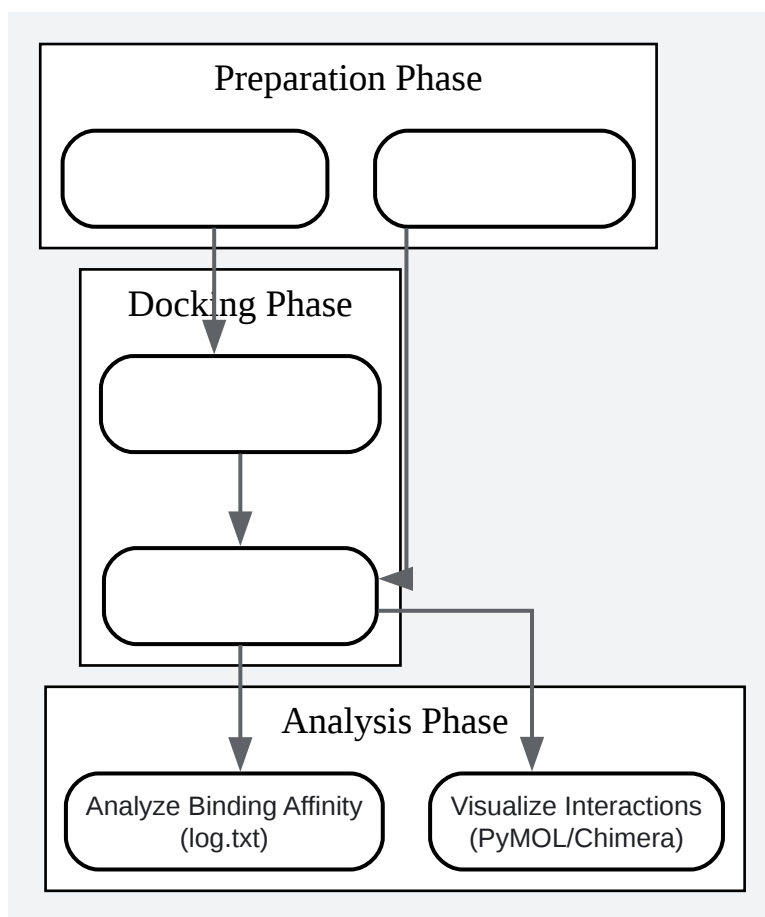 Preparation Phase
Docking Phase
Analysis Phase
Analyze Binding Affinity
(log.txt)
Visualize Interactions
(PyMOL/Chimera)